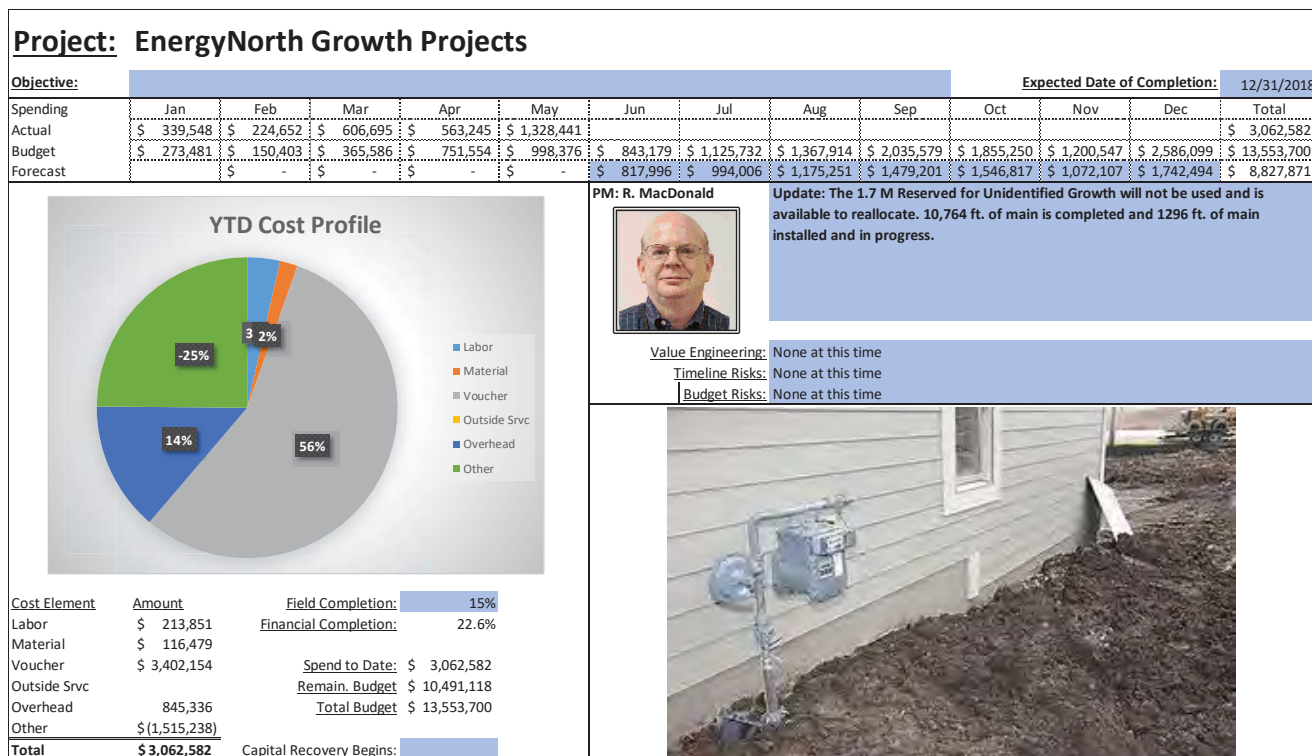 Project: EnergyNorth Growth Projects
Objective: Expected Date of Completion: 12/31/2018
Spending Jan Feb Mar Apr May Jun Jul Aug Sep Oct Nov Dec Total
Actual $ 339,548 $ 224,652 $ 606,695 $ 563,245 $ 1,328,441 $ 3,062,582
Budget $ 273,481 $ 150,403 $ 365,586 $ 751,554 $ 998,376 $ 843,179 $ 1,125,732 $ 1,367,914 $ 2,035,579 $ 1,855,250 $ 1,200,547 $ 2,586,099 $ 13,553,700
Forecast $ - $ - $ - $ - $ 817,996 $ 994,006 $ 1,175,251 $ 1,479,201 $ 1,546,817 $ 1,072,107 $ 1,742,494 $ 8,827,871
YTD Cost Profile
3
2%
-25%
14%
56%
Labor
Material
Voucher
Outside Srvc
Overhead
Other
PM: R. MacDonald
Update: The 1.7 M Reserved for Unidentified Growth will not be used and is
available to reallocate. 10,764 ft. of main is completed and 1296 ft. of main
installed and in progress.
Value Engineering: None at this time
Timeline Risks: None at this time
Budget Risks: None at this time
Cost Element Amount Field Completion: 15%
Labor $ 213,851 Financial Completion: 22.6%
Material $ 116,479
Voucher $ 3,402,154 Spend to Date: $ 3,062,582
Outside Srvc Remain. Budget $ 10,491,118
Overhead 845,336 Total Budget $ 13,553,700
Other $ (1,515,238)
Total $ 3,062,582 Capital Recovery Begins: